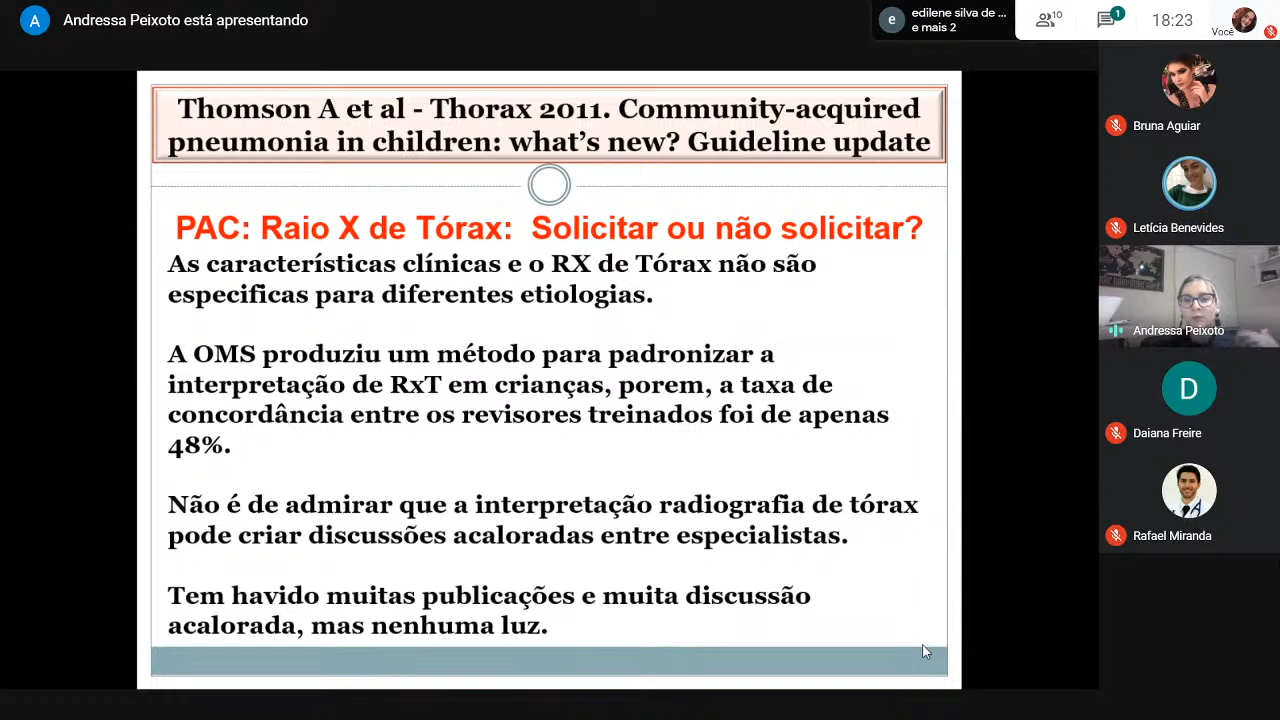 A
Andressa Peixoto está apresentando
e
edilene silva de ...
e mais 2
10
1
18:23
Você
Thomson A et al - Thorax 2011. Community-acquired
pneumonia in children: what's new? Guideline update
PAC: Raio X de Tórax: Solicitar ou não solicitar?
As características clínicas e o RX de Tórax não são
especificas para diferentes etiologias.
A OMS produziu um método para padronizar a
interpretação de RxT em crianças, porem, a taxa de
concordância entre os revisores treinados foi de apenas
48%.
Não é de admirar que a interpretação radiografia de tórax
pode criar discussões acaloradas entre especialistas.
Tem havido muitas publicações e muita discussão
acalorada, mas nenhuma luz.
Bruna Aguiar
Letícia Benevides
Andressa Peixoto
D
Daiana Freire
Rafael Miranda